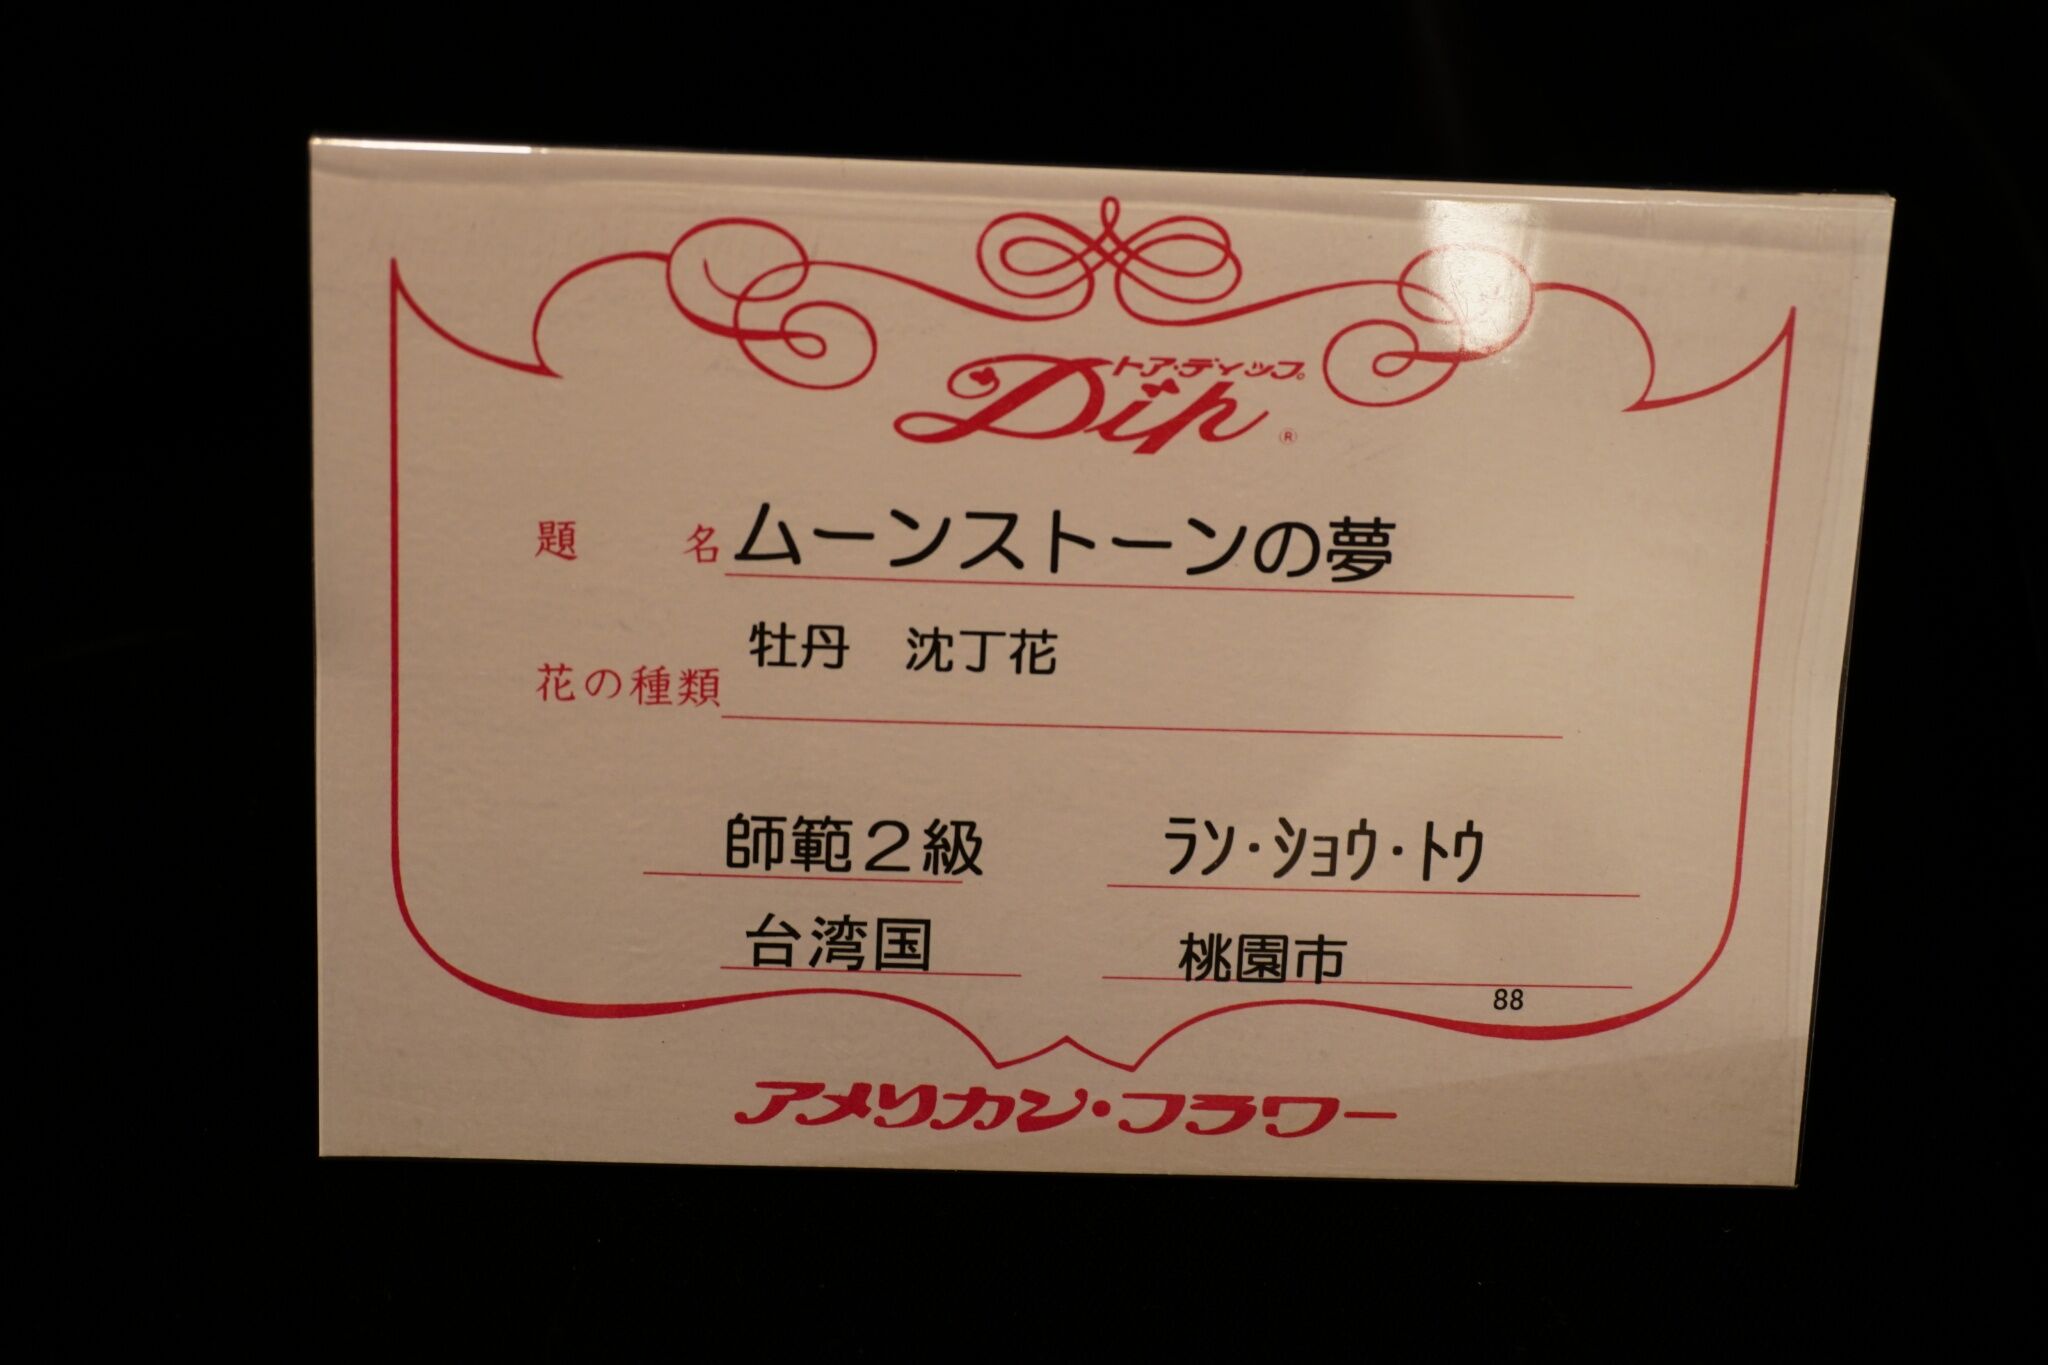 トア・ディップ
Dip ®
題 名 ムーンストーンの夢
花の種類 牡丹 沈丁花
師範2級 ラン・ショウ・トウ
台湾国 桃園市
88
アメリカン・フラワー